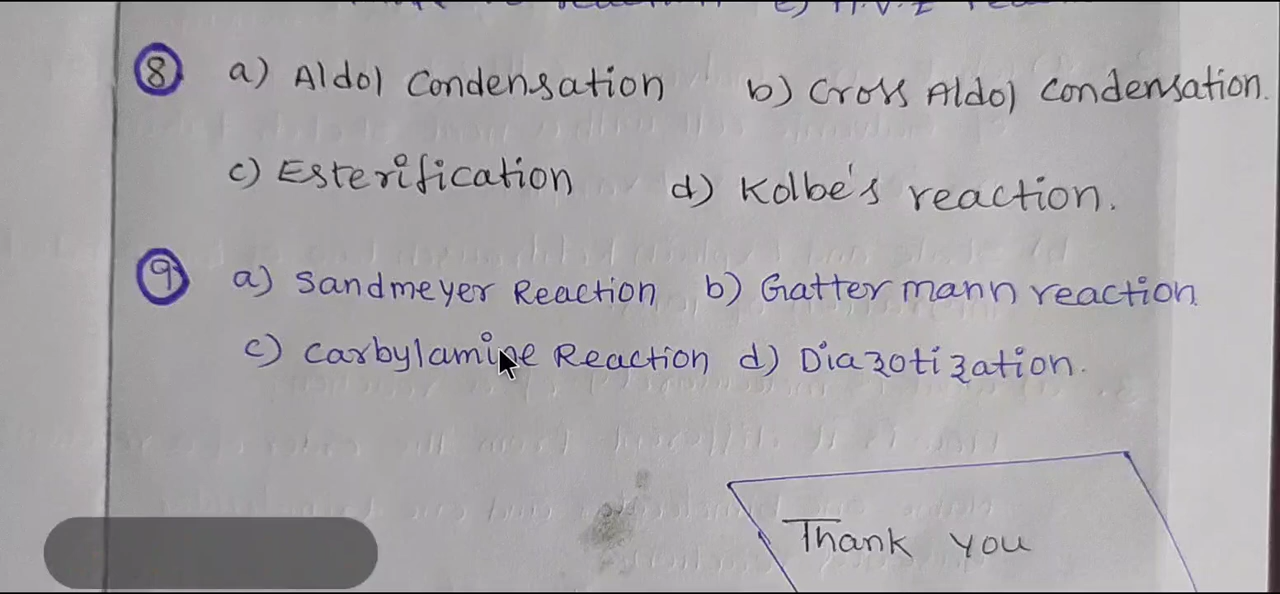 8 a) Aldol Condensation b) Cross Aldol Condensation.
c) Esterification d) Kolbe's reaction.
9 a) Sandmeyer Reaction b) Gattermann reaction
c) Carbylamine Reaction d) Diazotization.
Thank you